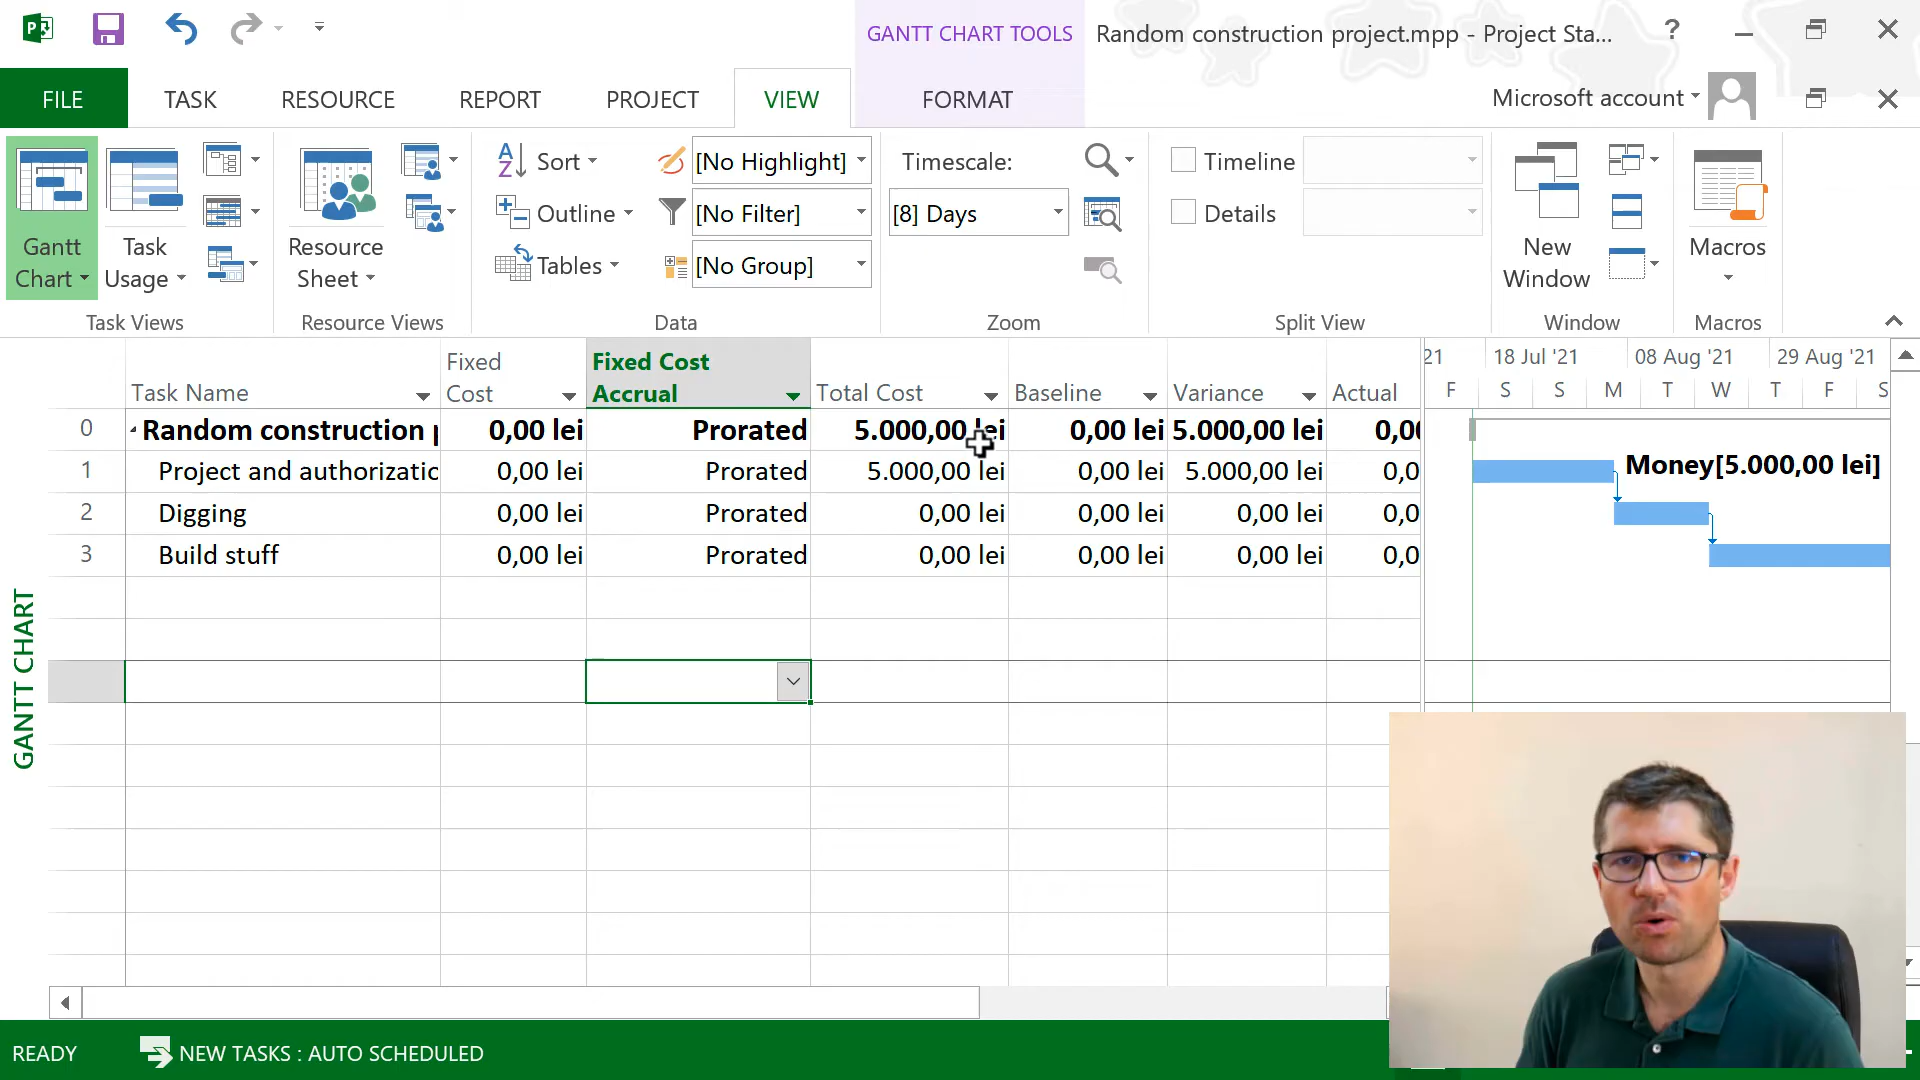 GANTT CHART TOOLS
Random construction project.mpp - Project Sta...
?
FILE
TASK
RESOURCE
REPORT
PROJECT
VIEW
FORMAT
Microsoft account
Gantt
Chart
Task
Usage
Task Views
Resource
Sheet
Resource Views
Sort
Outline
Tables
[No Highlight]
[No Filter]
[No Group]
Data
Timescale:
[8] Days
Zoom
Timeline
Details
Split View
New
Window
Window
Macros
Macros
Task Name
Fixed
Cost
Fixed Cost
Accrual
Total Cost
Baseline
Variance
Actual
21
18 Jul '21
08 Aug '21
29 Aug '21
F S S M T W T F S
0 Random construction p 0,00 lei Prorated 5.000,00 lei 0,00 lei 5.000,00 lei 0,00
1 Project and authorizatic 0,00 lei Prorated 5.000,00 lei 0,00 lei 5.000,00 lei 0,0
2 Digging 0,00 lei Prorated 0,00 lei 0,00 lei 0,00 lei 0,0
3 Build stuff 0,00 lei Prorated 0,00 lei 0,00 lei 0,00 lei 0,0
Money[5.000,00 lei]
GANTT CHART
READY
NEW TASKS : AUTO SCHEDULED